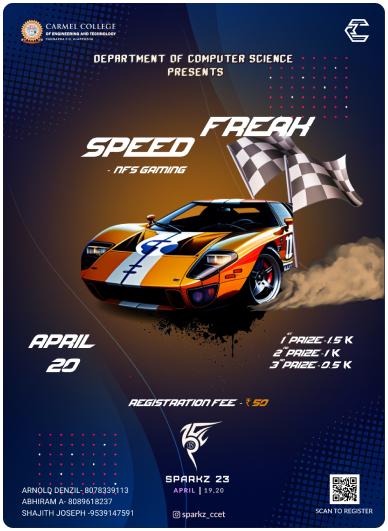 CARMEL COLLEGE
OF ENGINEERING AND TECHNOLOGY
DEPARTMENT OF COMPUTER SCIENCE
PRESENTS
SPEED FREAK
- NFS GAMING
APRIL
20
1ST PRIZE -1.5 K
2ND PRIZE -1 K
3RD PRIZE -0.5 K
REGISTRATION FEE - ₹ 50
SPARKZ 23
APRIL | 19.20
ARNOLD DENZIL- 8078339113
ABHIRAM A- 8089618237
SHAJITH JOSEPH -9539147591
sparkz_ccet
SCAN TO REGISTER